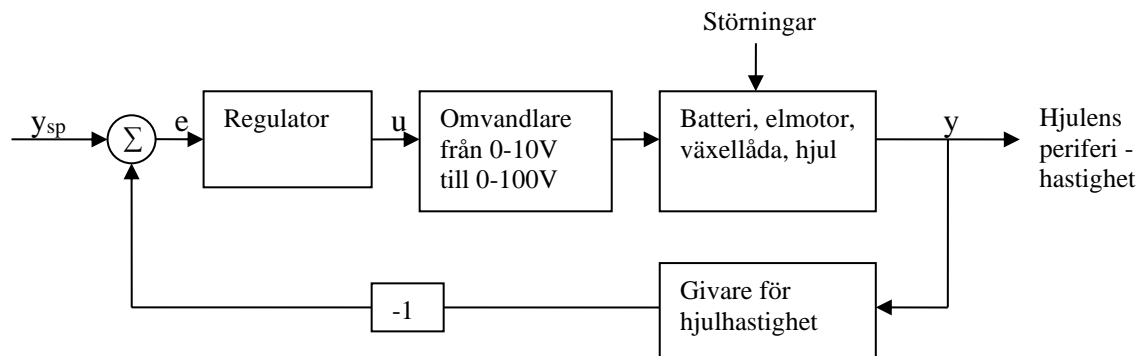 Störningar
ysp
Σ
e
Regulator
u
Omvandlare
från 0-10V
till 0-100V
Batteri, elmotor,
växellåda, hjul
y
Hjulens
periferi -
hastighet
-1
Givare för
hjulhastighet